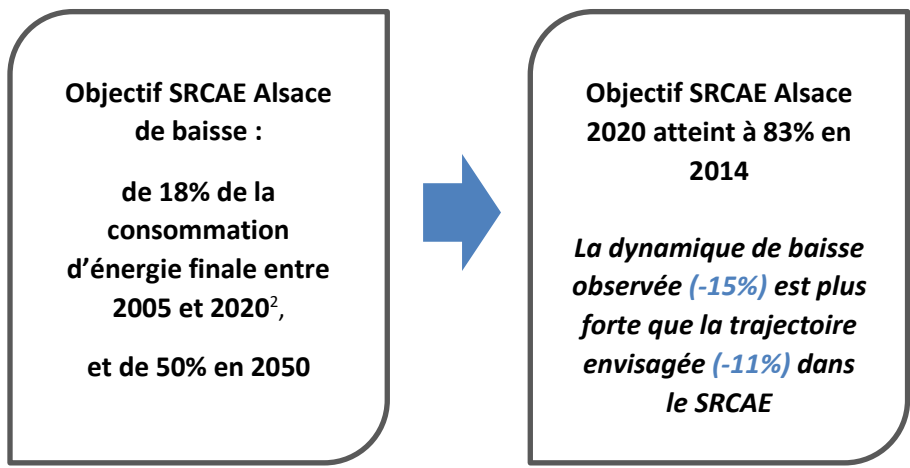 Objectif SRCAE Alsace
de baisse :
de 18% de la
consommation
d’énergie finale entre
2005 et 2020²,
et de 50% en 2050
Objectif SRCAE Alsace
2020 atteint à 83% en
2014
La dynamique de baisse
observée (-15%) est plus
forte que la trajectoire
envisagée (-11%) dans
le SRCAE